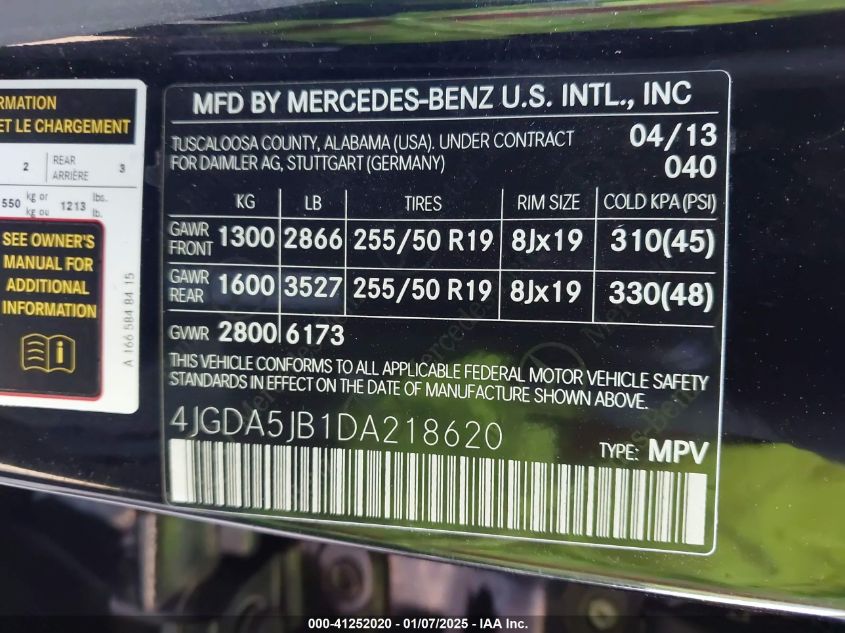 RMATION
ET LE CHARGEMENT
2 REAR ARRIÈRE 3
550 kg or kg ou 1213 lbs. lb.
SEE OWNER'S
MANUAL FOR
ADDITIONAL
INFORMATION
A 166 584 84 15
MFD BY MERCEDES-BENZ U.S. INTL., INC
TUSCALOOSA COUNTY, ALABAMA (USA). UNDER CONTRACT 04/13
FOR DAIMLER AG, STUTTGART (GERMANY) 040
KG LB TIRES RIM SIZE COLD KPA (PSI)
GAWR FRONT 1300 2866 255/50 R19 8Jx19 310(45)
GAWR REAR 1600 3527 255/50 R19 8Jx19 330(48)
GVWR 2800 6173
THIS VEHICLE CONFORMS TO ALL APPLICABLE FEDERAL MOTOR VEHICLE SAFETY
STANDARDS IN EFFECT ON THE DATE OF MANUFACTURE SHOWN ABOVE.
4JGDA5JB1DA218620
TYPE: MPV
000-41252020 - 01/07/2025 - IAA Inc.